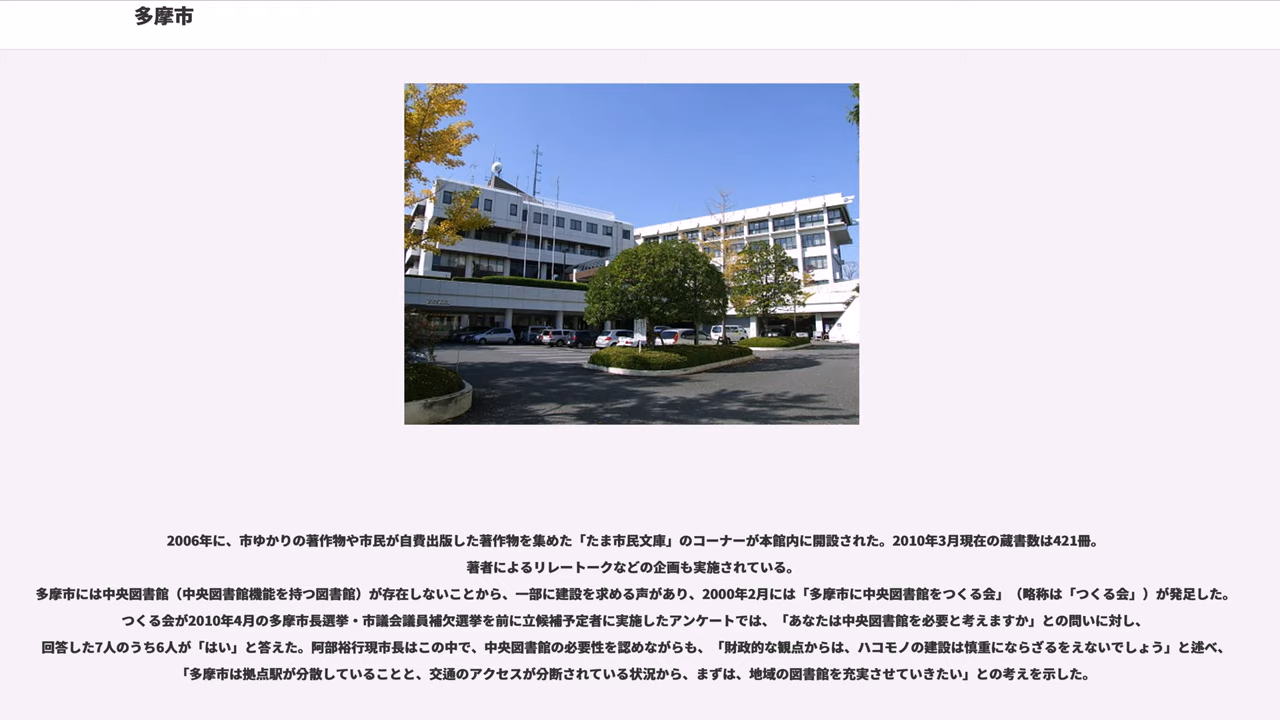 多摩市
2006年に、市ゆかりの著作物や市民が自費出版した著作物を集めた「たま市民文庫」のコーナーが本館内に開設された。2010年3月現在の蔵書数は421冊。
著者によるリレートークなどの企画も実施されている。
多摩市には中央図書館（中央図書館機能を持つ図書館）が存在しないことから、一部に建設を求める声があり、2000年2月には「多摩市に中央図書館をつくる会」（略称は「つくる会」）が発足した。
つくる会が2010年4月の多摩市長選挙・市議会議員補欠選挙を前に立候補予定者に実施したアンケートでは、「あなたは中央図書館を必要と考えますか」との問いに対し、
回答した7人のうち6人が「はい」と答えた。阿部裕行現市長はこの中で、中央図書館の必要性を認めながらも、「財政的な観点からは、ハコモノの建設は慎重にならざるをえないでしょう」と述べ、
「多摩市は拠点駅が分散していることと、交通のアクセスが分断されている状況から、まずは、地域の図書館を充実させていきたい」との考えを示した。